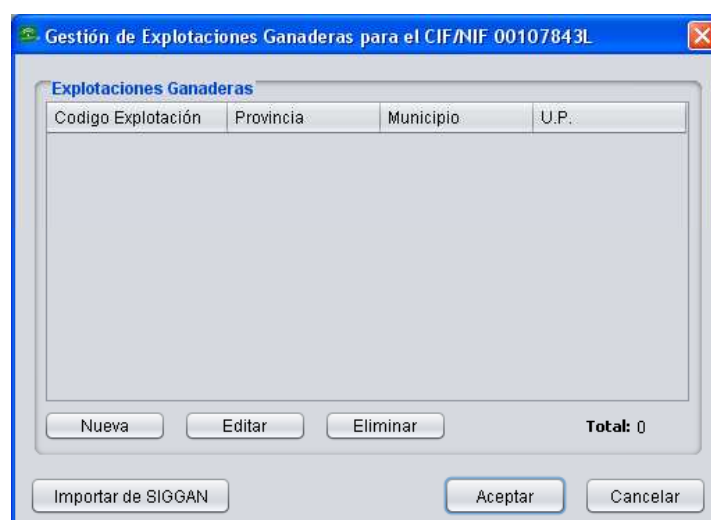 Gestión de Explotaciones Ganaderas para el CIF/NIF 00107843L
Explotaciones Ganaderas
Codigo Explotación Provincia Municipio U.P.
Nueva Editar Eliminar Total: 0
Importar de SIGGAN Aceptar Cancelar